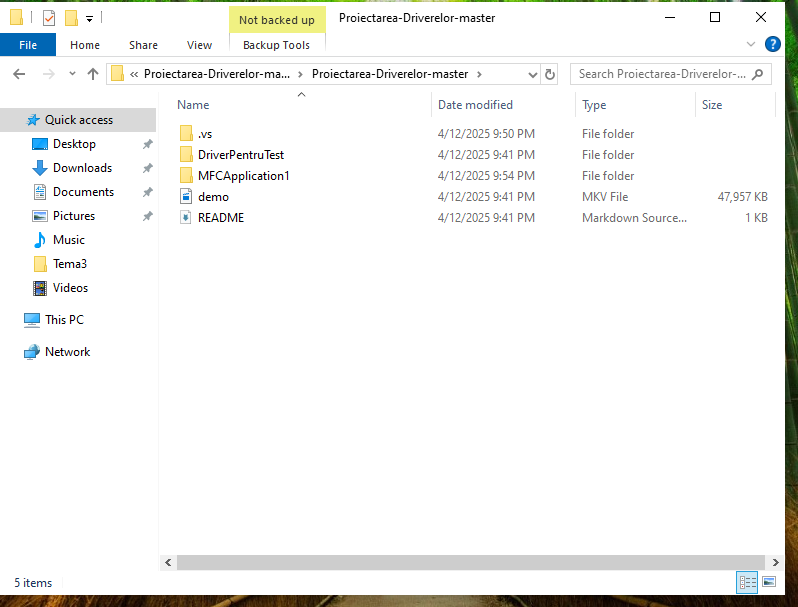 Not backed up
Proiectarea-Driverelor-master
File
Home
Share
View
Backup Tools
?
« Proiectarea-Driverelor-ma... › Proiectarea-Driverelor-master ›
Search Proiectarea-Driverelor-...
Quick access
Desktop
Downloads
Documents
Pictures
Music
Tema3
Videos
This PC
Network
Name Date modified Type Size
.vs 4/12/2025 9:50 PM File folder
DriverPentruTest 4/12/2025 9:41 PM File folder
MFCApplication1 4/12/2025 9:54 PM File folder
demo 4/12/2025 9:41 PM MKV File 47,957 KB
README 4/12/2025 9:41 PM Markdown Source... 1 KB
5 items